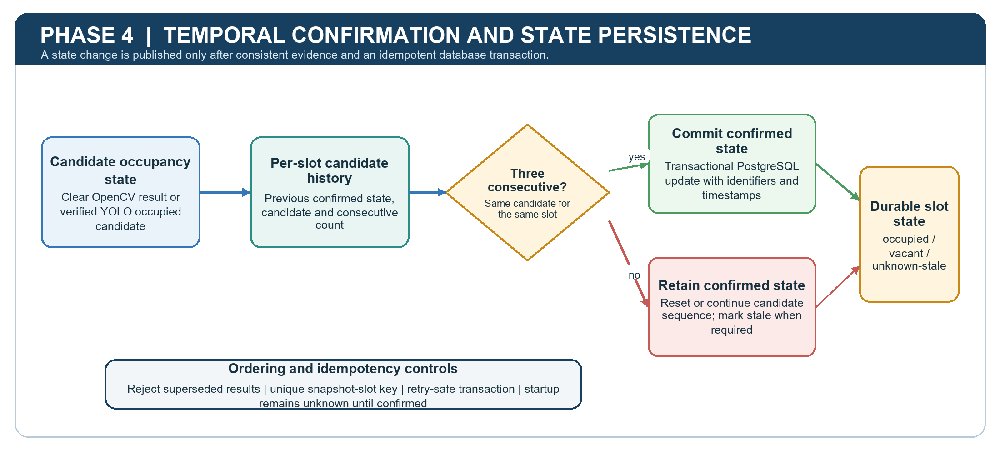 PHASE 4 | TEMPORAL CONFIRMATION AND STATE PERSISTENCE
A state change is published only after consistent evidence and an idempotent database transaction.
Candidate occupancy
state
Clear OpenCV result or
verified YOLO occupied
candidate
Per-slot candidate
history
Previous confirmed state,
candidate and consecutive
count
Three
consecutive?
Same candidate for
the same slot
yes
no
Commit confirmed
state
Transactional PostgreSQL
update with identifiers and
timestamps
Retain confirmed state
Reset or continue candidate
sequence; mark stale when
required
Durable slot
state
occupied /
vacant /
unknown-stale
Ordering and idempotency controls
Reject superseded results | unique snapshot-slot key | retry-safe transaction | startup
remains unknown until confirmed